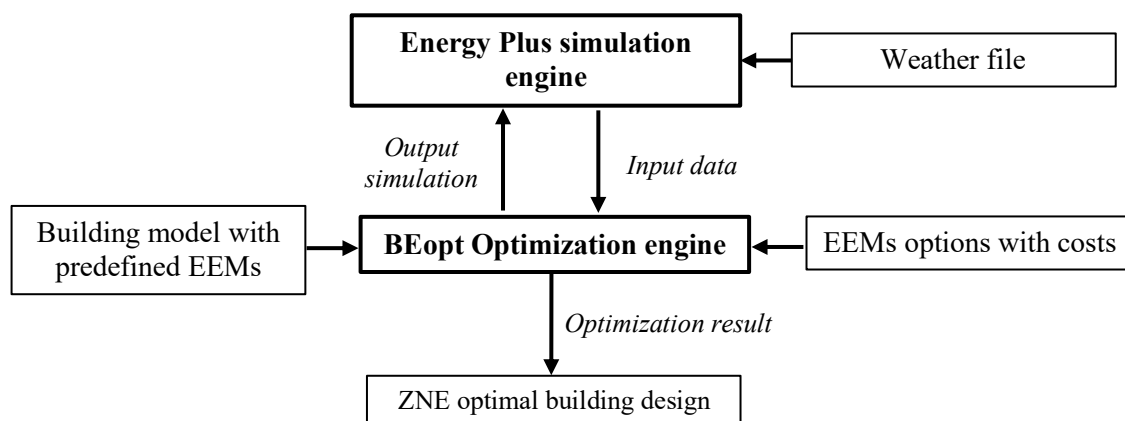 Energy Plus simulation
engine
Weather file
Output
simulation
Input data
Building model with
predefined EEMs
BEopt Optimization engine
EEMs options with costs
Optimization result
ZNE optimal building design